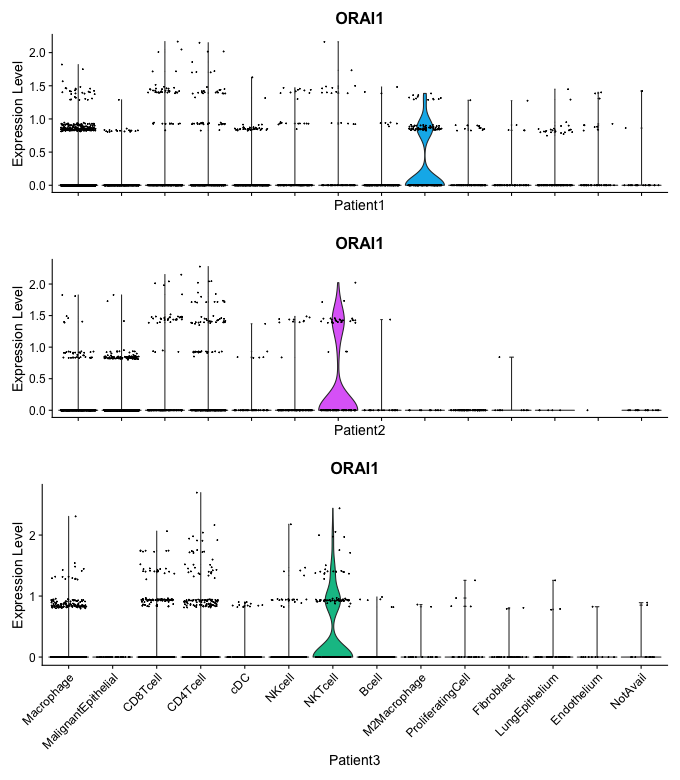 ORAI1
Expression Level
2.0
1.5
1.0
0.5
0.0
Patient1
ORAI1
Expression Level
2.0
1.5
1.0
0.5
0.0
Patient2
ORAI1
Expression Level
2
1
0
Macrophage
MalignantEpithelial
CD8Tcell
CD4Tcell
cDC
NKcell
NKTcell
Bcell
M2Macrophage
ProliferatingCell
Fibroblast
LungEpithelium
Endothelium
NotAvail
Patient3